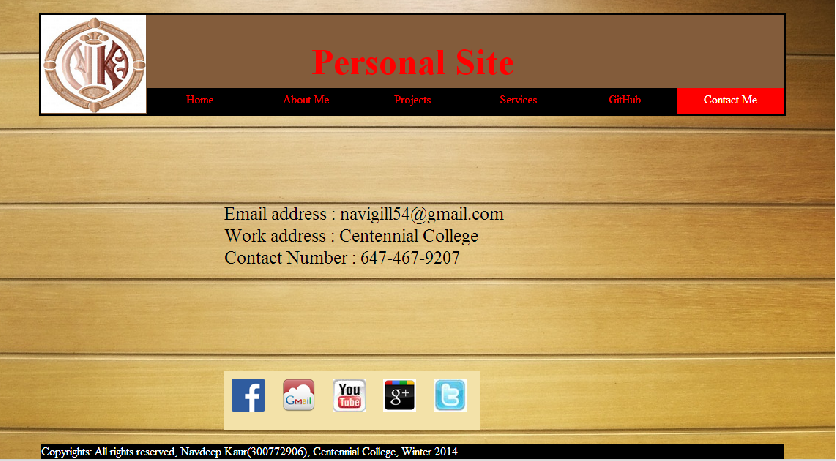 NK
Personal Site
Home About Me Projects Services GitHub Contact Me
Email address : navigill54@gmail.com
Work address : Centennial College
Contact Number : 647-467-9207
f Gmail You Tube g+ t
Copyrights: All rights reserved, Navdeep Kaur(300772906), Centennial College, Winter 2014